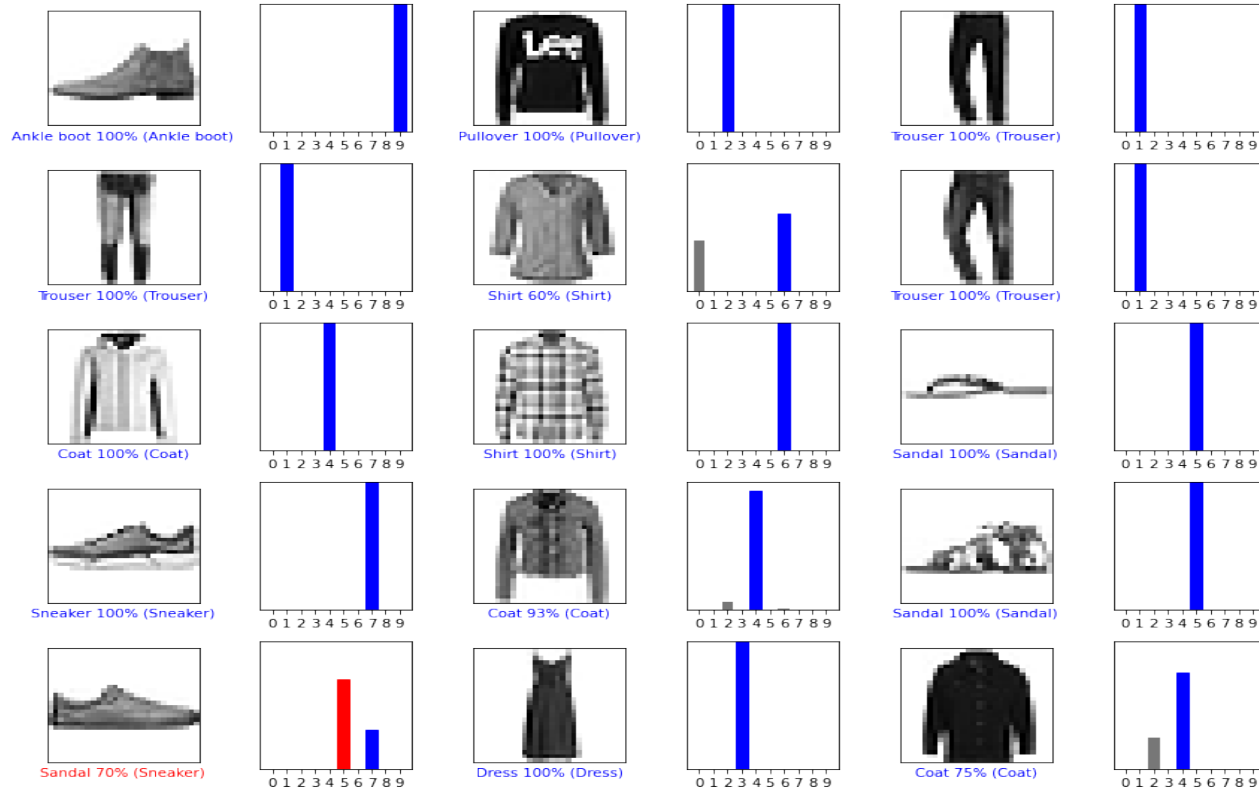 Lee
Ankle boot 100% (Ankle boot)
0 1 2 3 4 5 6 7 8 9
Pullover 100% (Pullover)
0 1 2 3 4 5 6 7 8 9
Trouser 100% (Trouser)
0 1 2 3 4 5 6 7 8 9
Trouser 100% (Trouser)
0 1 2 3 4 5 6 7 8 9
Shirt 60% (Shirt)
0 1 2 3 4 5 6 7 8 9
Trouser 100% (Trouser)
0 1 2 3 4 5 6 7 8 9
Coat 100% (Coat)
0 1 2 3 4 5 6 7 8 9
Shirt 100% (Shirt)
0 1 2 3 4 5 6 7 8 9
Sandal 100% (Sandal)
0 1 2 3 4 5 6 7 8 9
Sneaker 100% (Sneaker)
0 1 2 3 4 5 6 7 8 9
Coat 93% (Coat)
0 1 2 3 4 5 6 7 8 9
Sandal 100% (Sandal)
0 1 2 3 4 5 6 7 8 9
Sandal 70% (Sneaker)
0 1 2 3 4 5 6 7 8 9
Dress 100% (Dress)
0 1 2 3 4 5 6 7 8 9
Coat 75% (Coat)
0 1 2 3 4 5 6 7 8 9